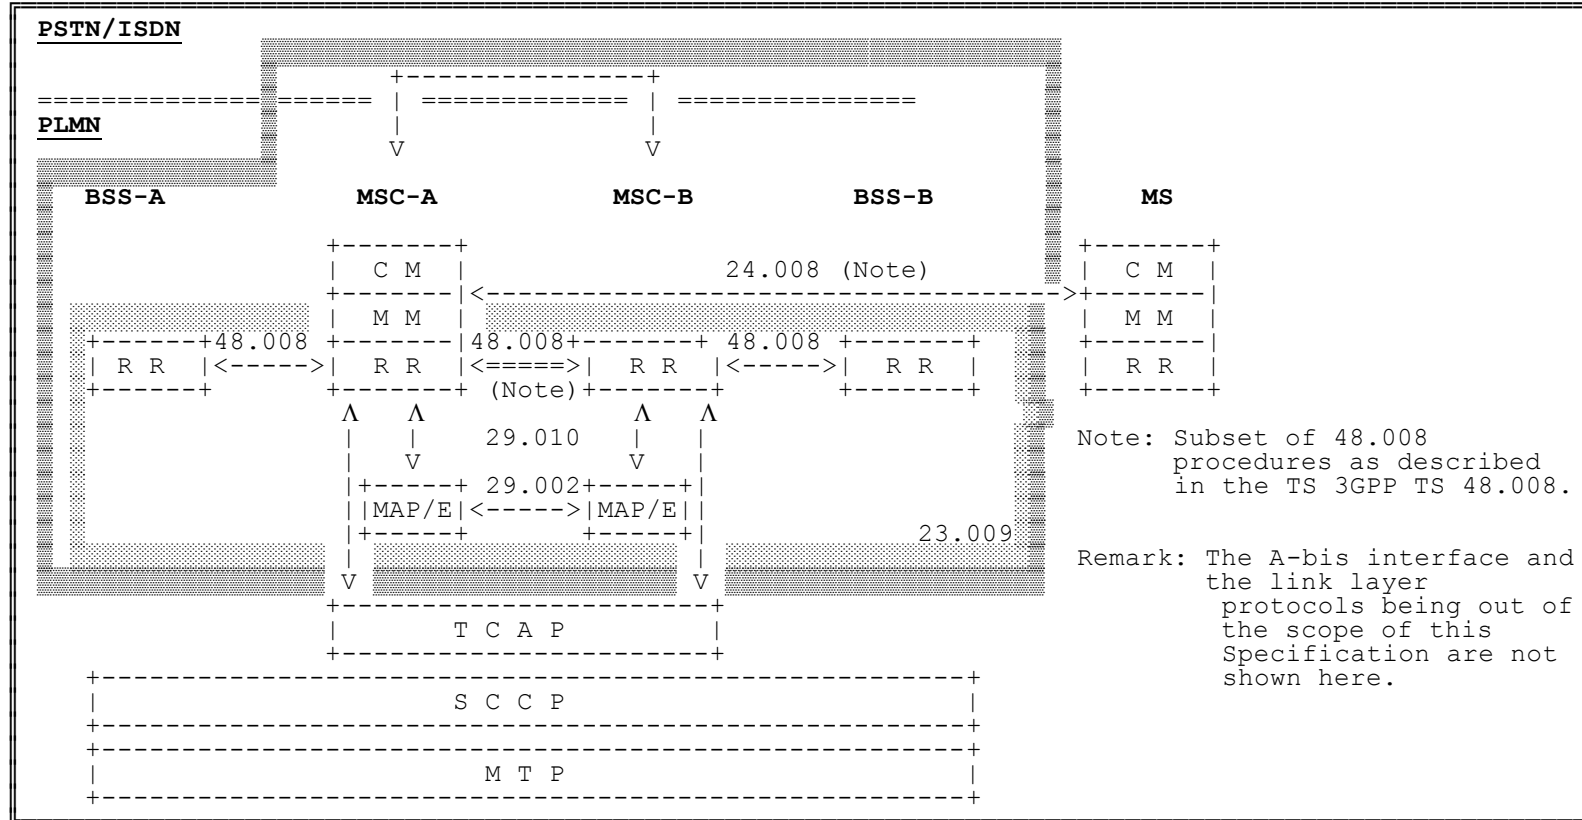 PSTN/ISDN
PLMN
BSS-A MSC-A MSC-B BSS-B MS
C M 24.008 (Note) C M
M M M M
48.008 48.008 48.008
R R R R R R R R R R
(Note)
29.010
Note: Subset of 48.008
procedures as described
29.002 in the TS 3GPP TS 48.008.
MAP/E MAP/E
23.009
Remark: The A-bis interface and
the link layer
protocols being out of
T C A P the scope of this
Specification are not
shown here.
S C C P
M T P